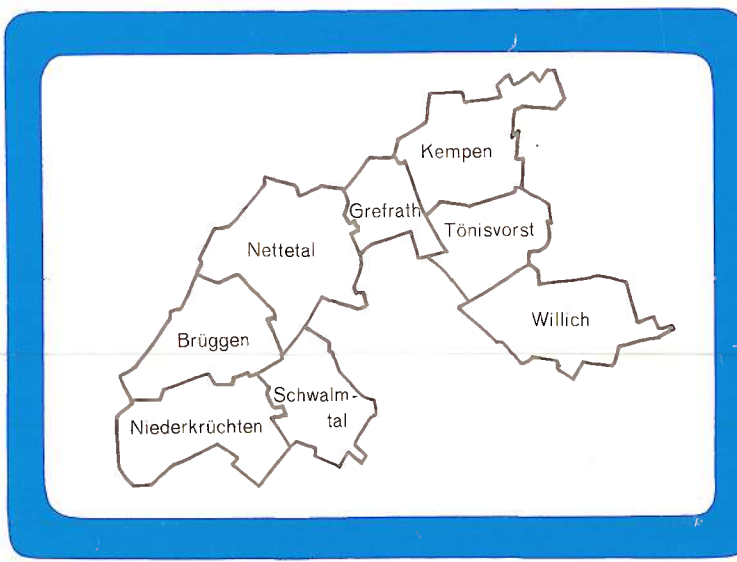 Kempen
Grefrath
Tönisvorst
Nettetal
Willich
Brüggen
Schwalm-
tal
Niederkrüchten